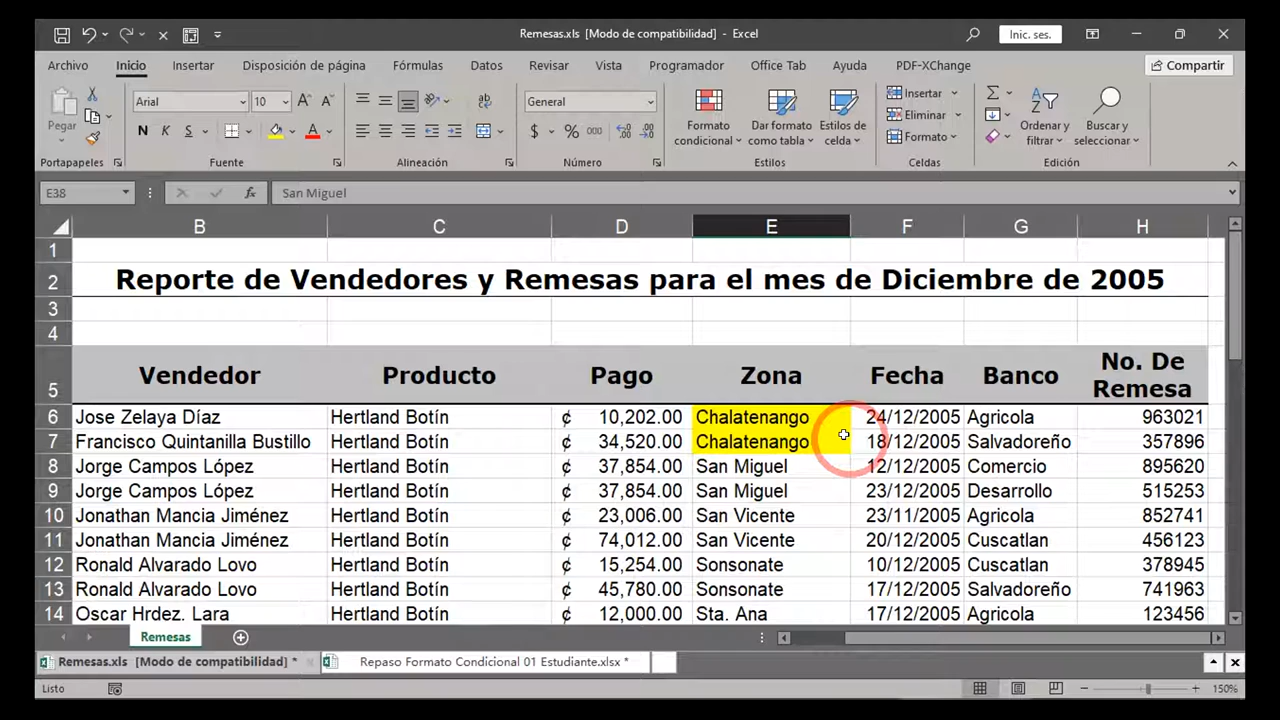 Remesas.xls [Modo de compatibilidad] - Excel
Inic. ses.
Archivo Inicio Insertar Disposición de página Fórmulas Datos Revisar Vista Programador Office Tab Ayuda PDF-XChange Compartir
Pegar
Arial 10
N K S
General
$ % 000
Formato condicional
Dar formato como tabla
Estilos de celda
Insertar
Eliminar
Formato
Ordenar y filtrar
Buscar y seleccionar
Portapapeles Fuente Alineación Número Estilos Celdas Edición
E38 fx San Miguel
B C D E F G H
1
2 Reporte de Vendedores y Remesas para el mes de Diciembre de 2005
3
4
5 Vendedor Producto Pago Zona Fecha Banco No. De Remesa
6 Jose Zelaya Díaz Hertland Botín ¢ 10,202.00 Chalatenango 24/12/2005 Agricola 963021
7 Francisco Quintanilla Bustillo Hertland Botín ¢ 34,520.00 Chalatenango 18/12/2005 Salvadoreño 357896
8 Jorge Campos López Hertland Botín ¢ 37,854.00 San Miguel 12/12/2005 Comercio 895620
9 Jorge Campos López Hertland Botín ¢ 37,854.00 San Miguel 23/12/2005 Desarrollo 515253
10 Jonathan Mancia Jiménez Hertland Botín ¢ 23,006.00 San Vicente 23/11/2005 Agricola 852741
11 Jonathan Mancia Jiménez Hertland Botín ¢ 74,012.00 San Vicente 20/12/2005 Cuscatlan 456123
12 Ronald Alvarado Lovo Hertland Botín ¢ 15,254.00 Sonsonate 10/12/2005 Cuscatlan 378945
13 Ronald Alvarado Lovo Hertland Botín ¢ 45,780.00 Sonsonate 17/12/2005 Salvadoreño 741963
14 Oscar Hrdez. Lara Hertland Botín ¢ 12,000.00 Sta. Ana 17/12/2005 Agricola 123456
Remesas
Remesas.xls [Modo de compatibilidad] * Repaso Formato Condicional 01 Estudiante.xlsx *
Listo 150%